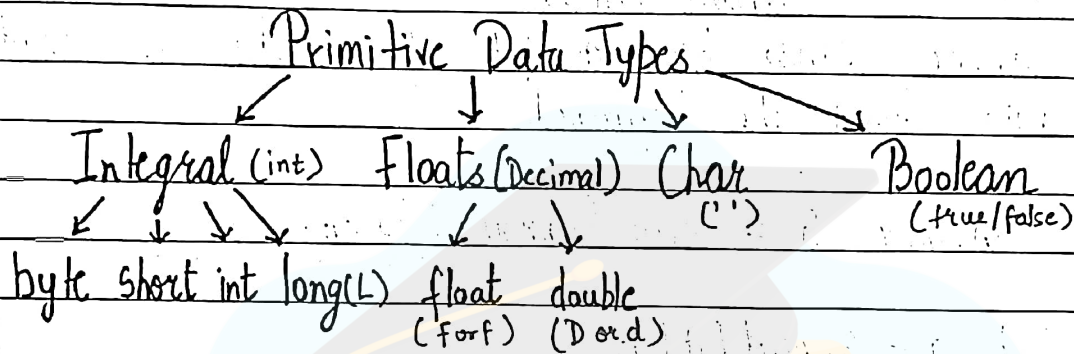 Primitive Data Types
Integral (int) Floats (Decimal) Char Boolean
(' ') (true/false)
byte short int long(L) float double
(F or f) (D or d)